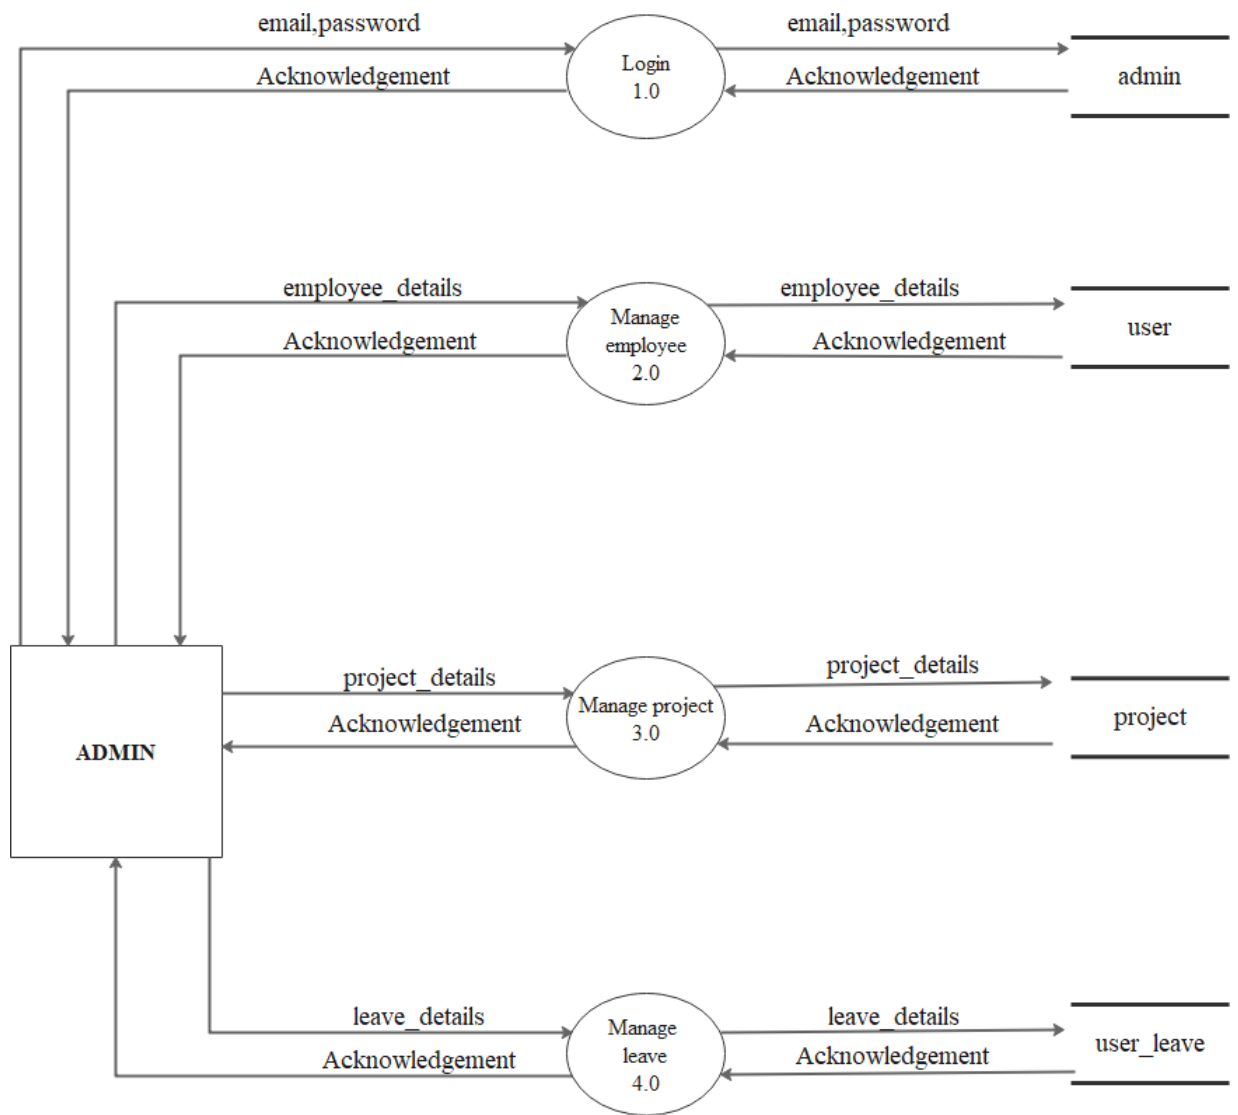 email,password
email,password
Login
1.0
Acknowledgement
Acknowledgement
admin
employee_details
employee_details
Manage
employee
2.0
Acknowledgement
Acknowledgement
user
project_details
project_details
Manage project
3.0
Acknowledgement
Acknowledgement
project
ADMIN
leave_details
leave_details
Manage
leave
4.0
Acknowledgement
Acknowledgement
user_leave